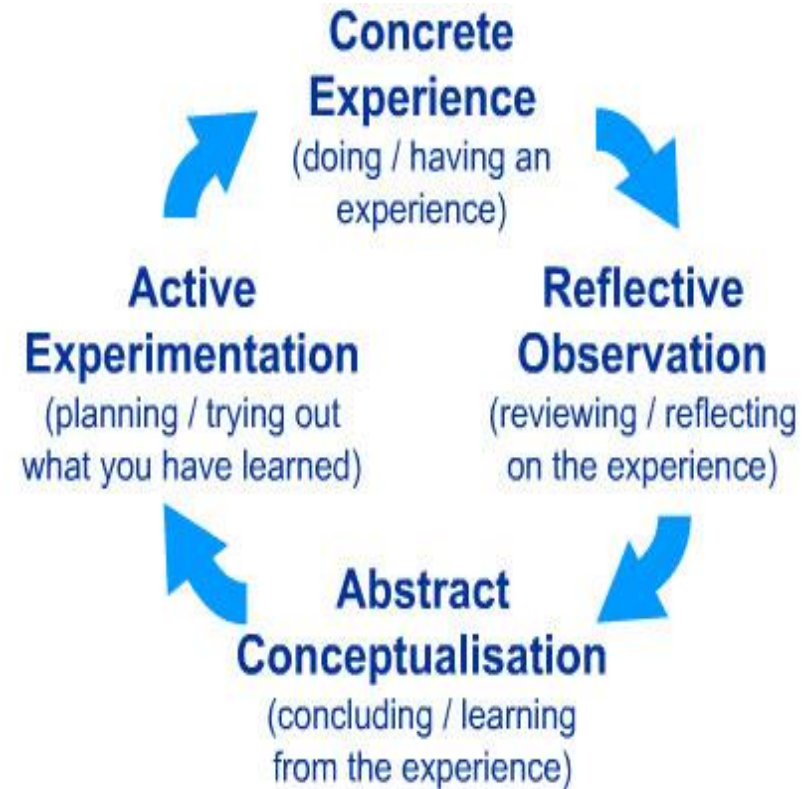 Concrete
Experience
(doing / having an
experience)
Active
Experimentation
(planning / trying out
what you have learned)
Reflective
Observation
(reviewing / reflecting
on the experience)
Abstract
Conceptualisation
(concluding / learning
from the experience)